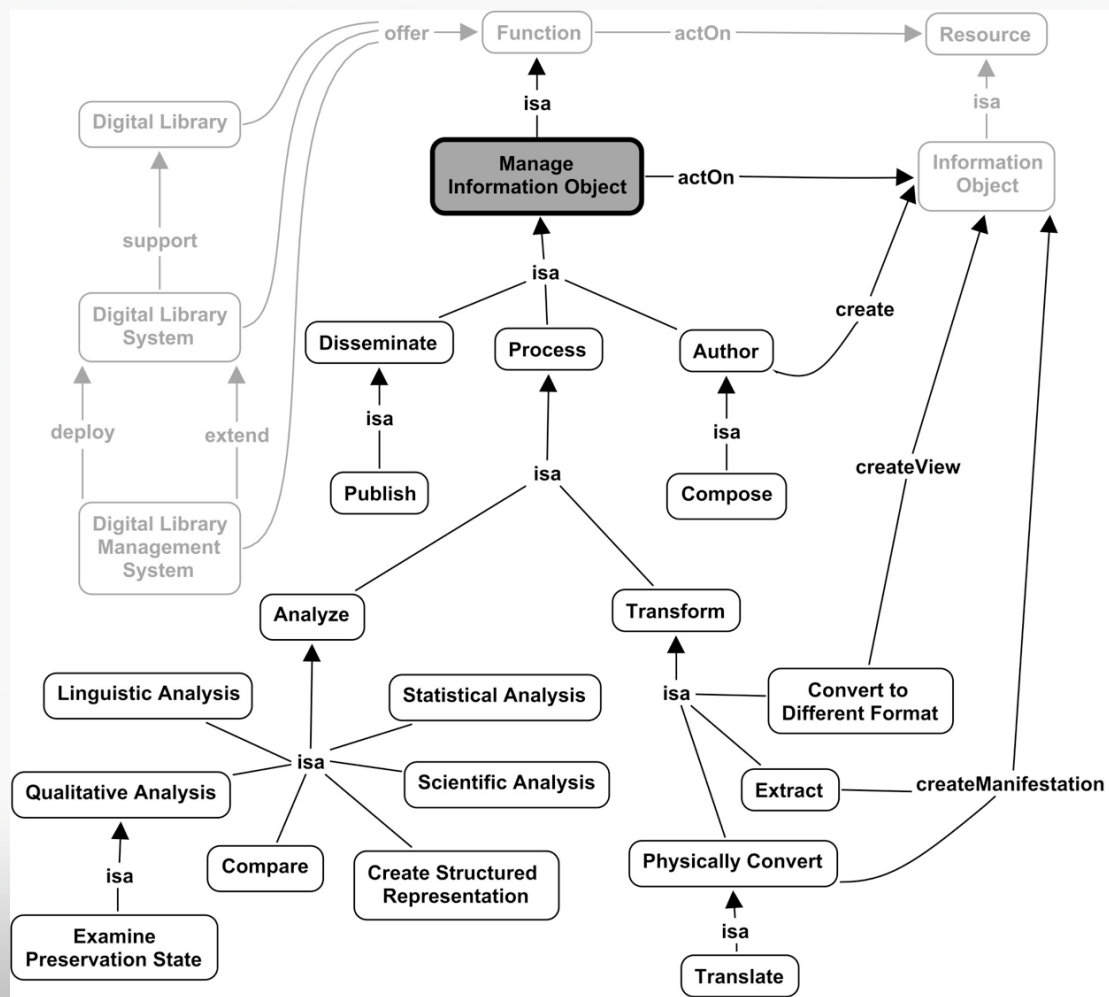 offer
Function
actOn
Resource
isa
isa
Digital Library
Manage
Information Object
actOn
Information
Object
support
isa
create
Digital Library
System
Disseminate
Process
Author
deploy
extend
isa
isa
isa
createView
Publish
Compose
Digital Library
Management
System
Analyze
Transform
Linguistic Analysis
Statistical Analysis
isa
Convert to
Different Format
isa
Qualitative Analysis
Scientific Analysis
Extract
createManifestation
Compare
Create Structured
Representation
Physically Convert
isa
isa
Examine
Preservation State
Translate